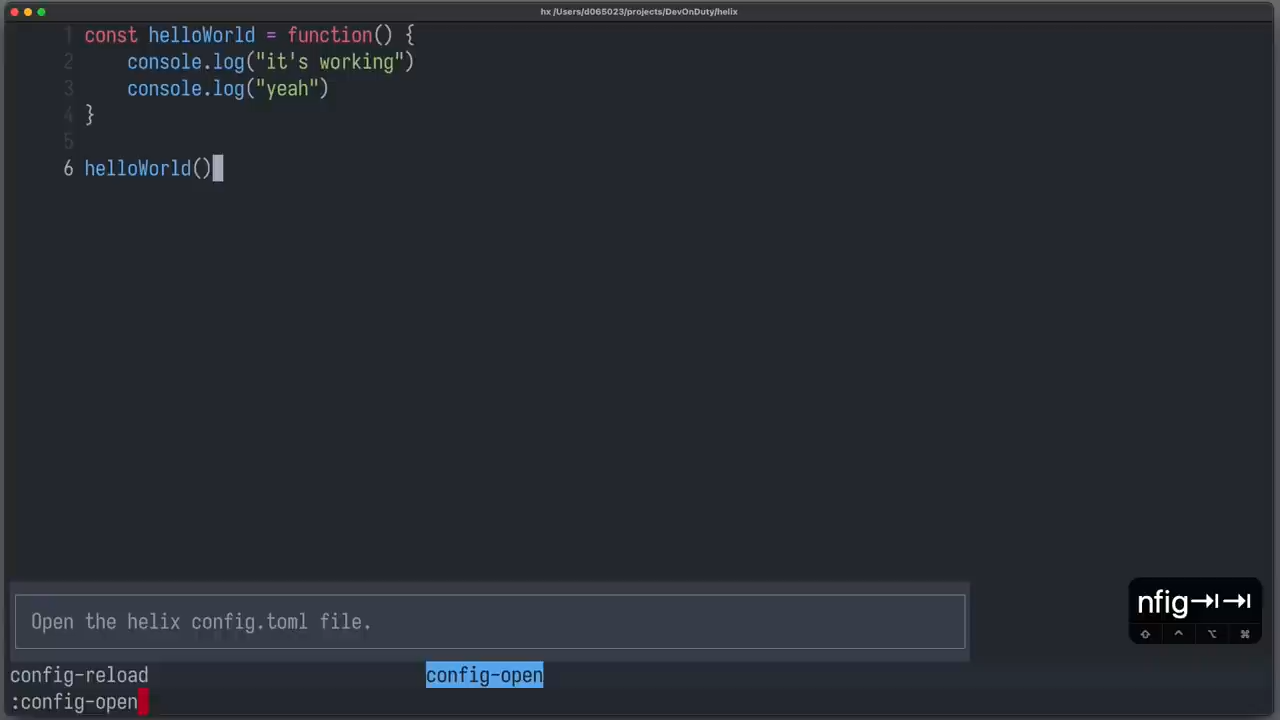 hx /Users/d065023/projects/DevOnDuty/helix
1 const helloWorld = function() {
2 console.log("it's working")
3 console.log("yeah")
4 }
5
6 helloWorld()
Open the helix config.toml file.
nfig⇥⇥
⇧ ^ ⌥ ⌘
config-reload config-open
:config-open